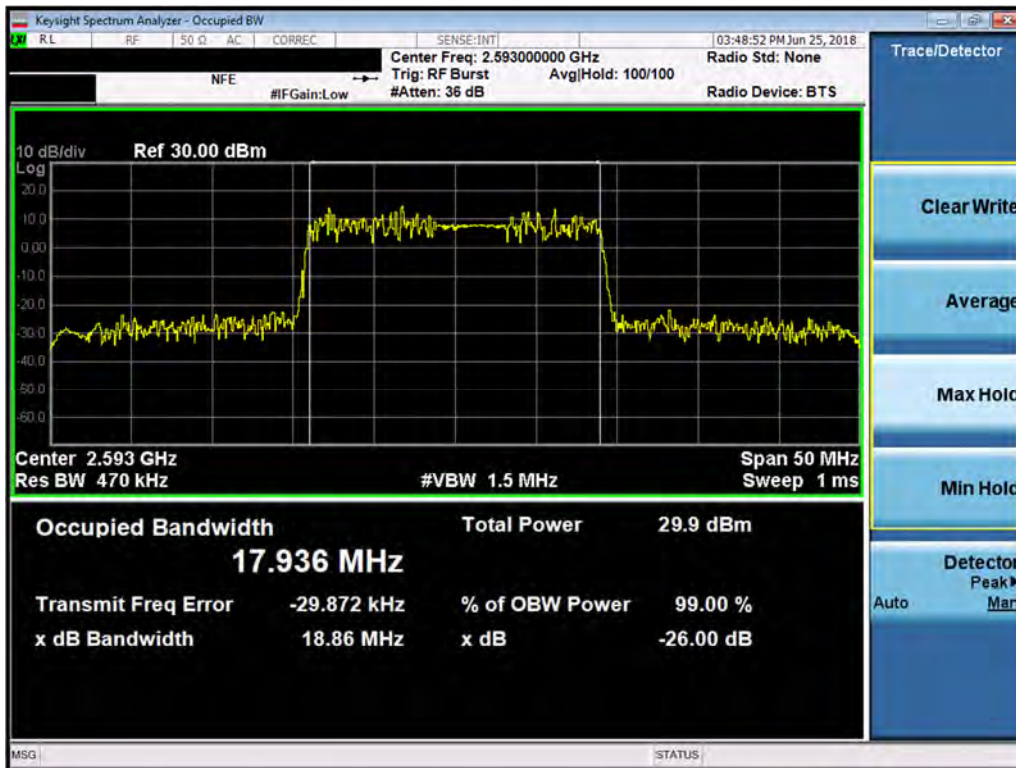 Keysight Spectrum Analyzer - Occupied BW
LXI RL RF 50 Ω AC CORREC SENSE:INT 03:48:52 PM Jun 25, 2018
Center Freq: 2.593000000 GHz Radio Std: None
NFE Trig: RF Burst Avg|Hold: 100/100
#IFGain:Low #Atten: 36 dB Radio Device: BTS
10 dB/div Ref 30.00 dBm
Log
20.0
10.0
0.00
-10.0
-20.0
-30.0
-40.0
-50.0
-60.0
Center 2.593 GHz Span 50 MHz
Res BW 470 kHz #VBW 1.5 MHz Sweep 1 ms
Occupied Bandwidth Total Power 29.9 dBm
17.936 MHz
Transmit Freq Error -29.872 kHz % of OBW Power 99.00 %
x dB Bandwidth 18.86 MHz x dB -26.00 dB
MSG STATUS
Trace/Detector
Clear Write
Average
Max Hold
Min Hold
Detector
Peak▶
Auto Man